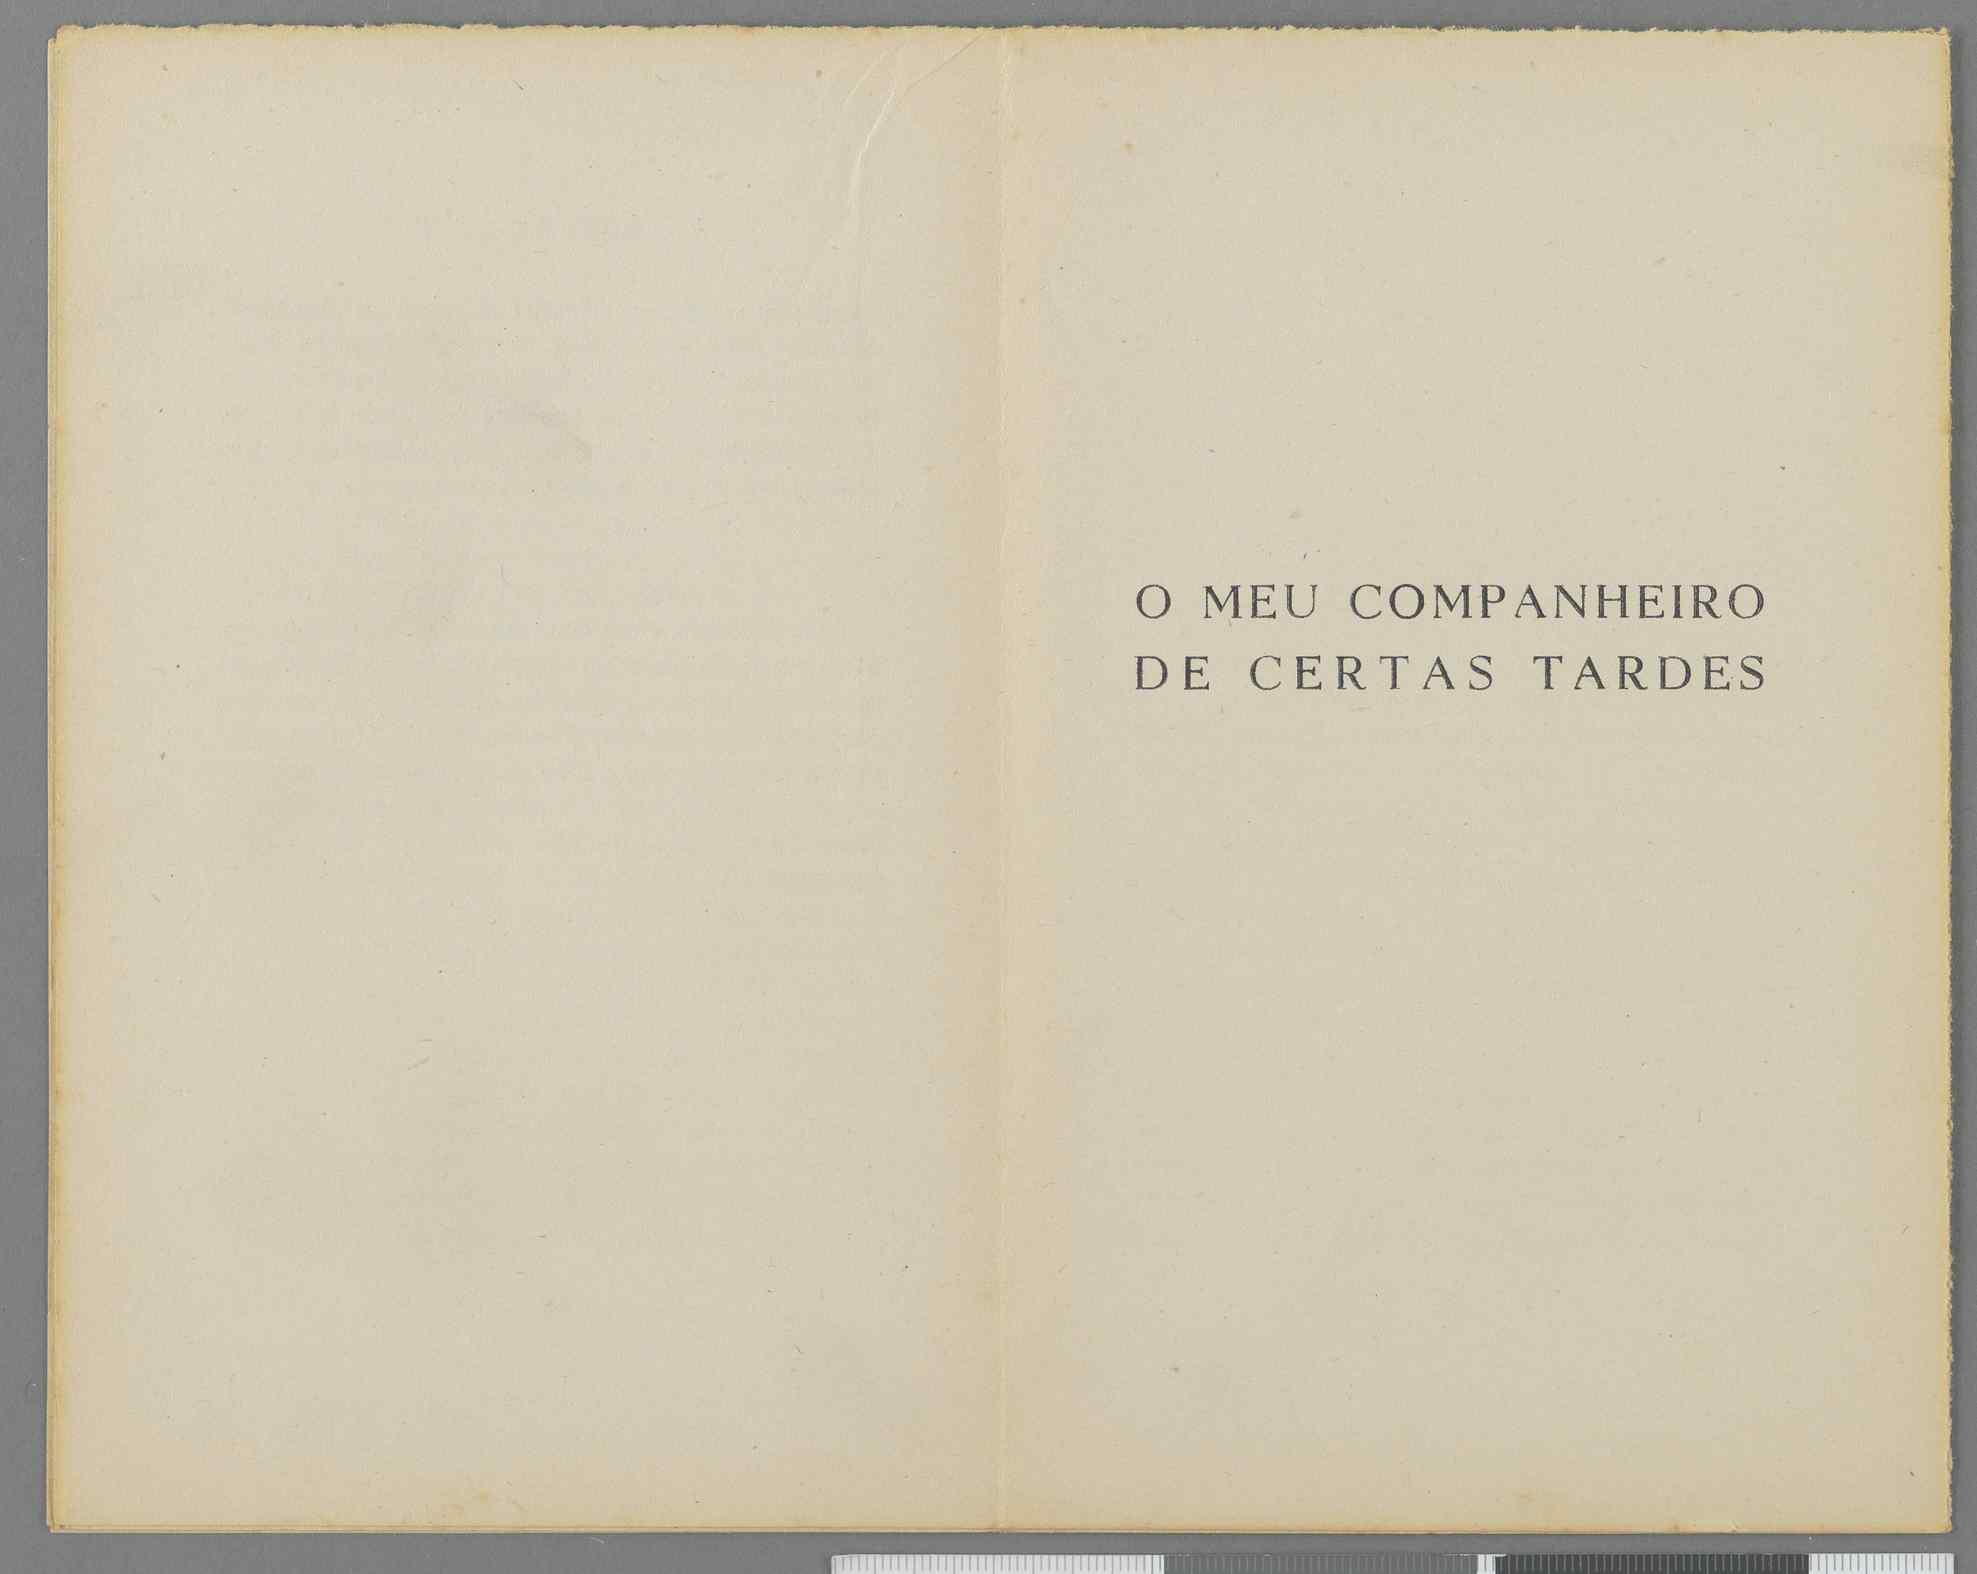 O MEU COMPANHEIRO
DE CERTAS TARDES